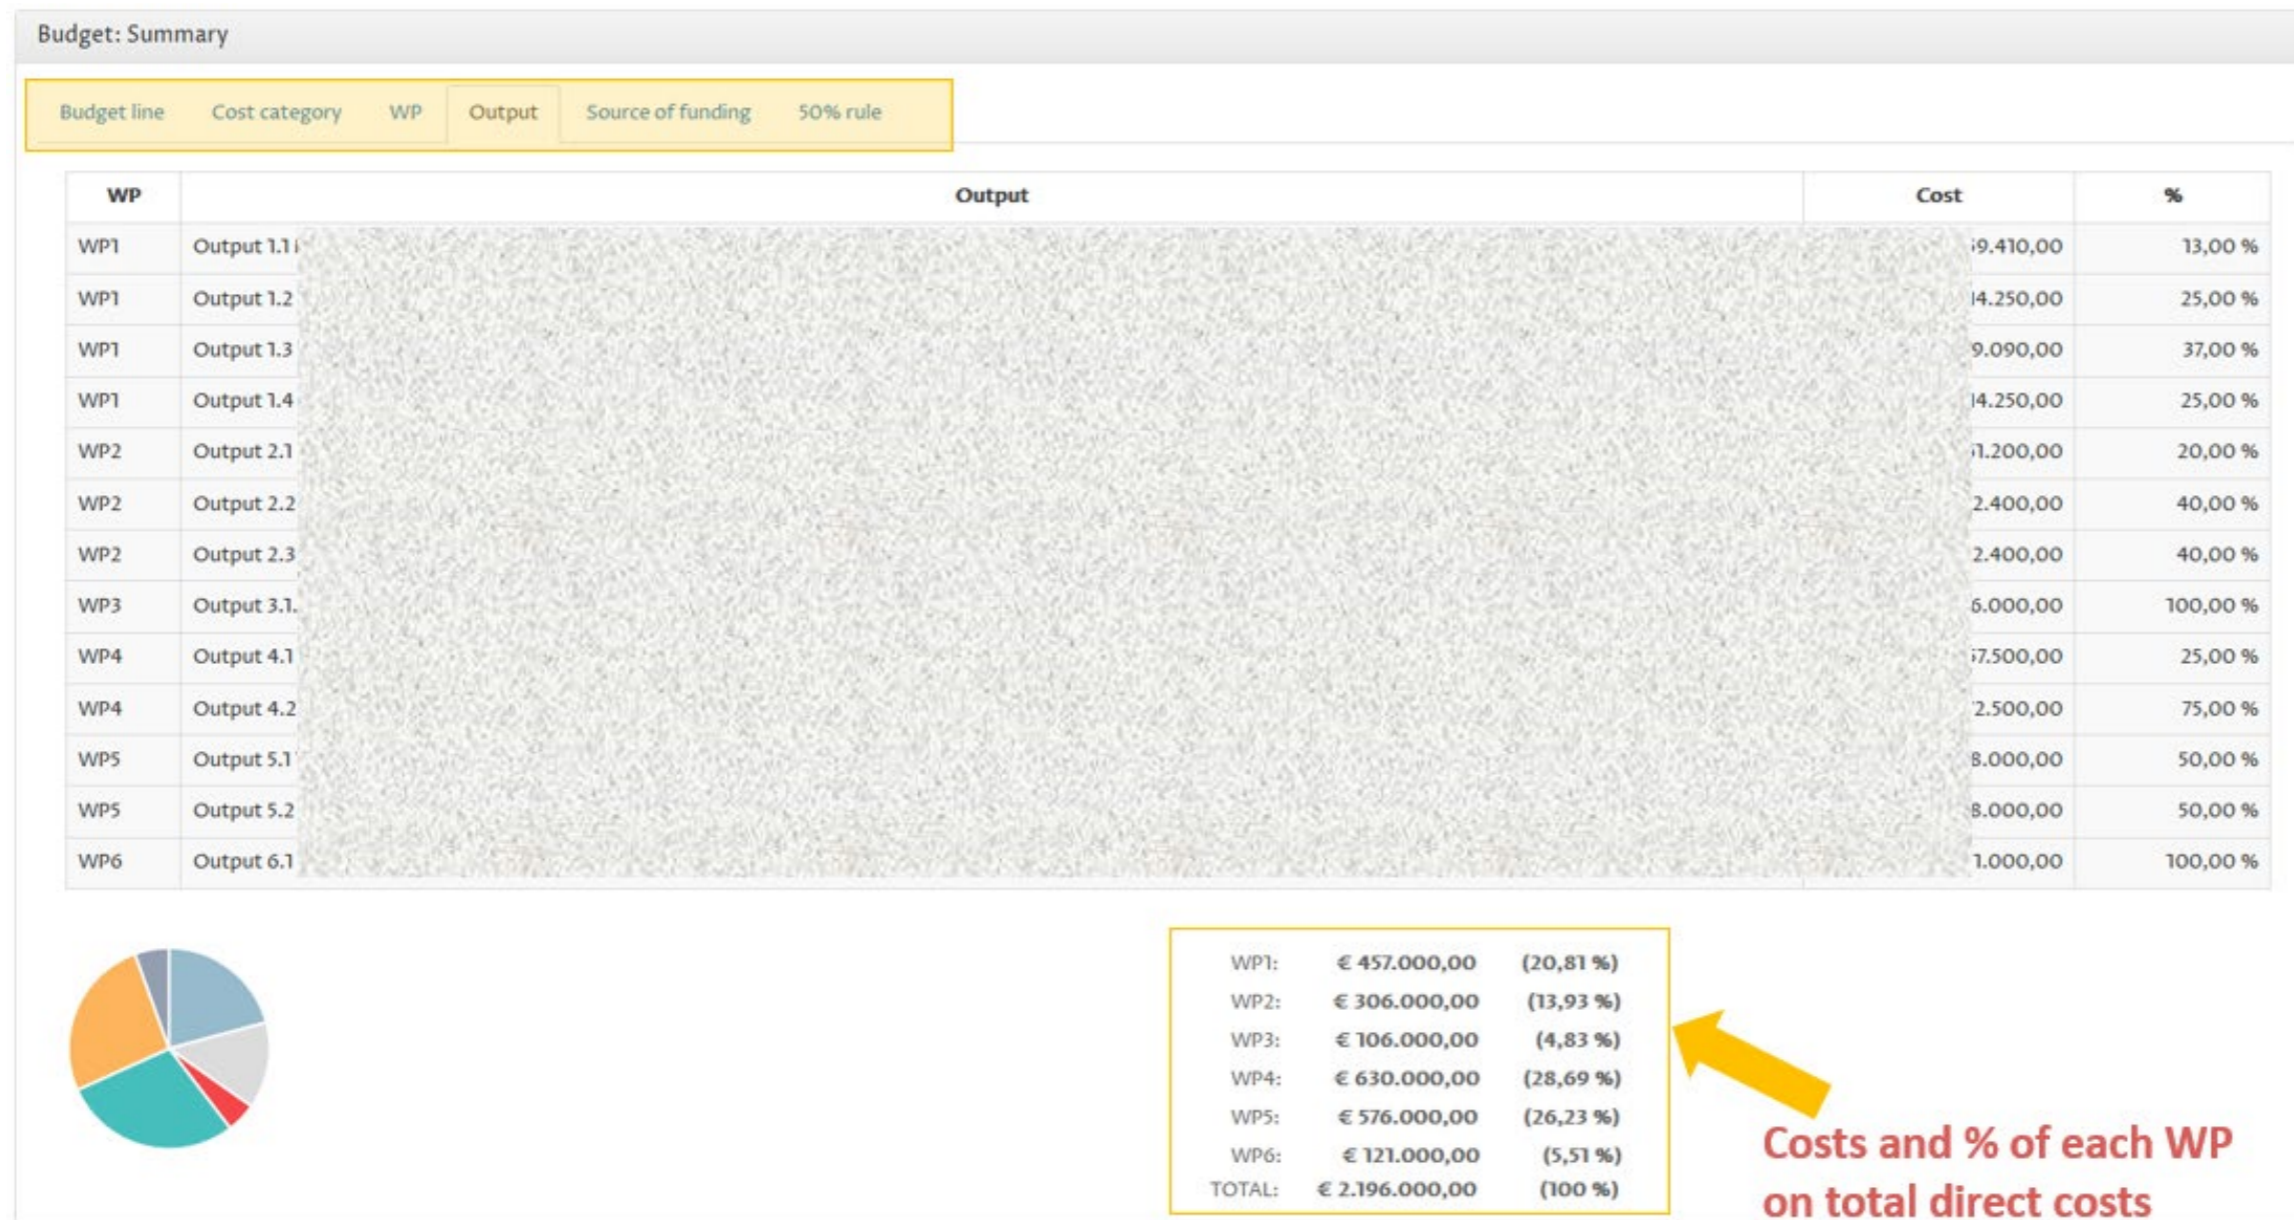 Budget: Summary
Budget line Cost category WP Output Source of funding 50% rule
WP Output Cost %
WP1 Output 1.1 9.410,00 13,00 %
WP1 Output 1.2 4.250,00 25,00 %
WP1 Output 1.3 9.090,00 37,00 %
WP1 Output 1.4 4.250,00 25,00 %
WP2 Output 2.1 1.200,00 20,00 %
WP2 Output 2.2 2.400,00 40,00 %
WP2 Output 2.3 2.400,00 40,00 %
WP3 Output 3.1. 6.000,00 100,00 %
WP4 Output 4.1 7.500,00 25,00 %
WP4 Output 4.2 2.500,00 75,00 %
WP5 Output 5.1 8.000,00 50,00 %
WP5 Output 5.2 8.000,00 50,00 %
WP6 Output 6.1 1.000,00 100,00 %
WP1: € 457.000,00 (20,81 %)
WP2: € 306.000,00 (13,93 %)
WP3: € 106.000,00 (4,83 %)
WP4: € 630.000,00 (28,69 %)
WP5: € 576.000,00 (26,23 %)
WP6: € 121.000,00 (5,51 %)
TOTAL: € 2.196.000,00 (100 %)
Costs and % of each WP
on total direct costs